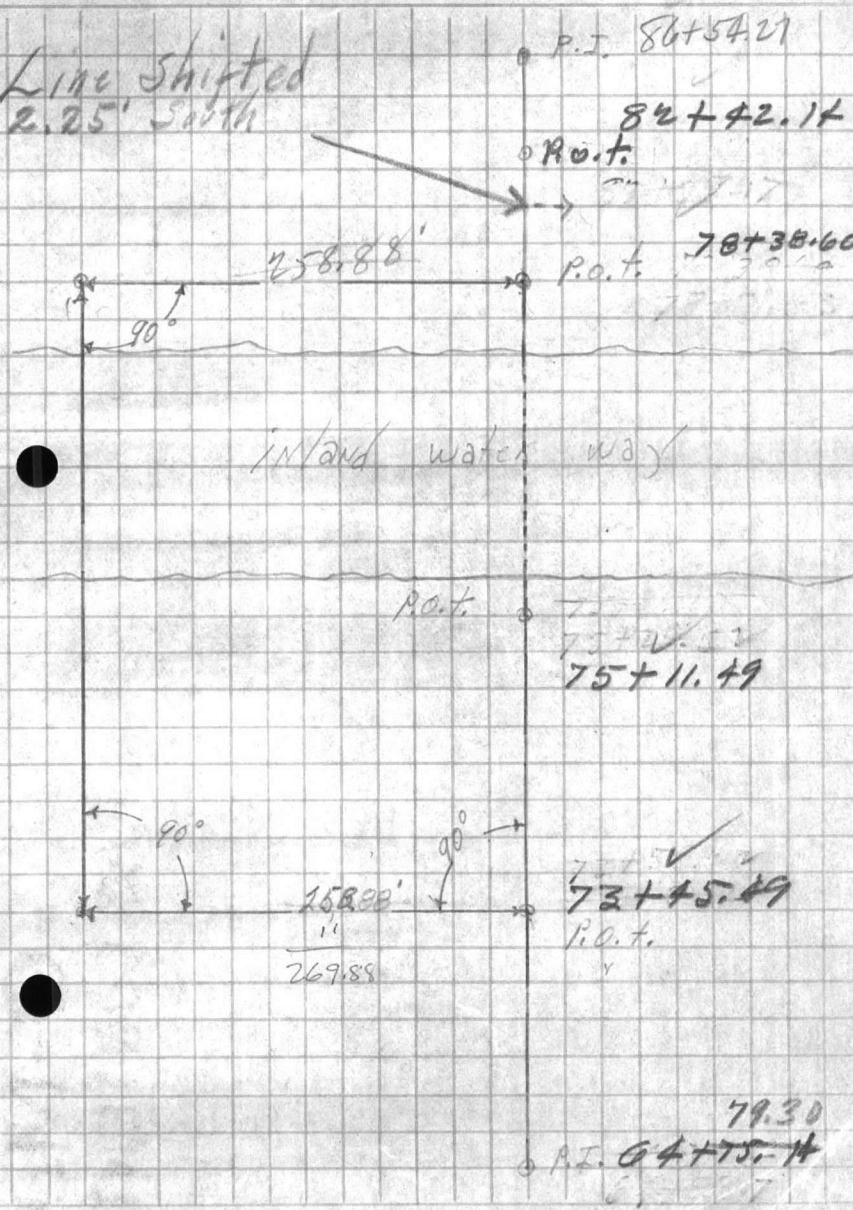 Line Shifted
2.25' South
P.I. 86+54.27
82+42.14
P.o.t.
258.88'
P.o.t. 78+38.60
90°
inland water way
P.o.t.
75+11.49
90°
90°
258.88'
11
269.88
73+45.49
P.o.t.
79.30
P.I. 64+75.14